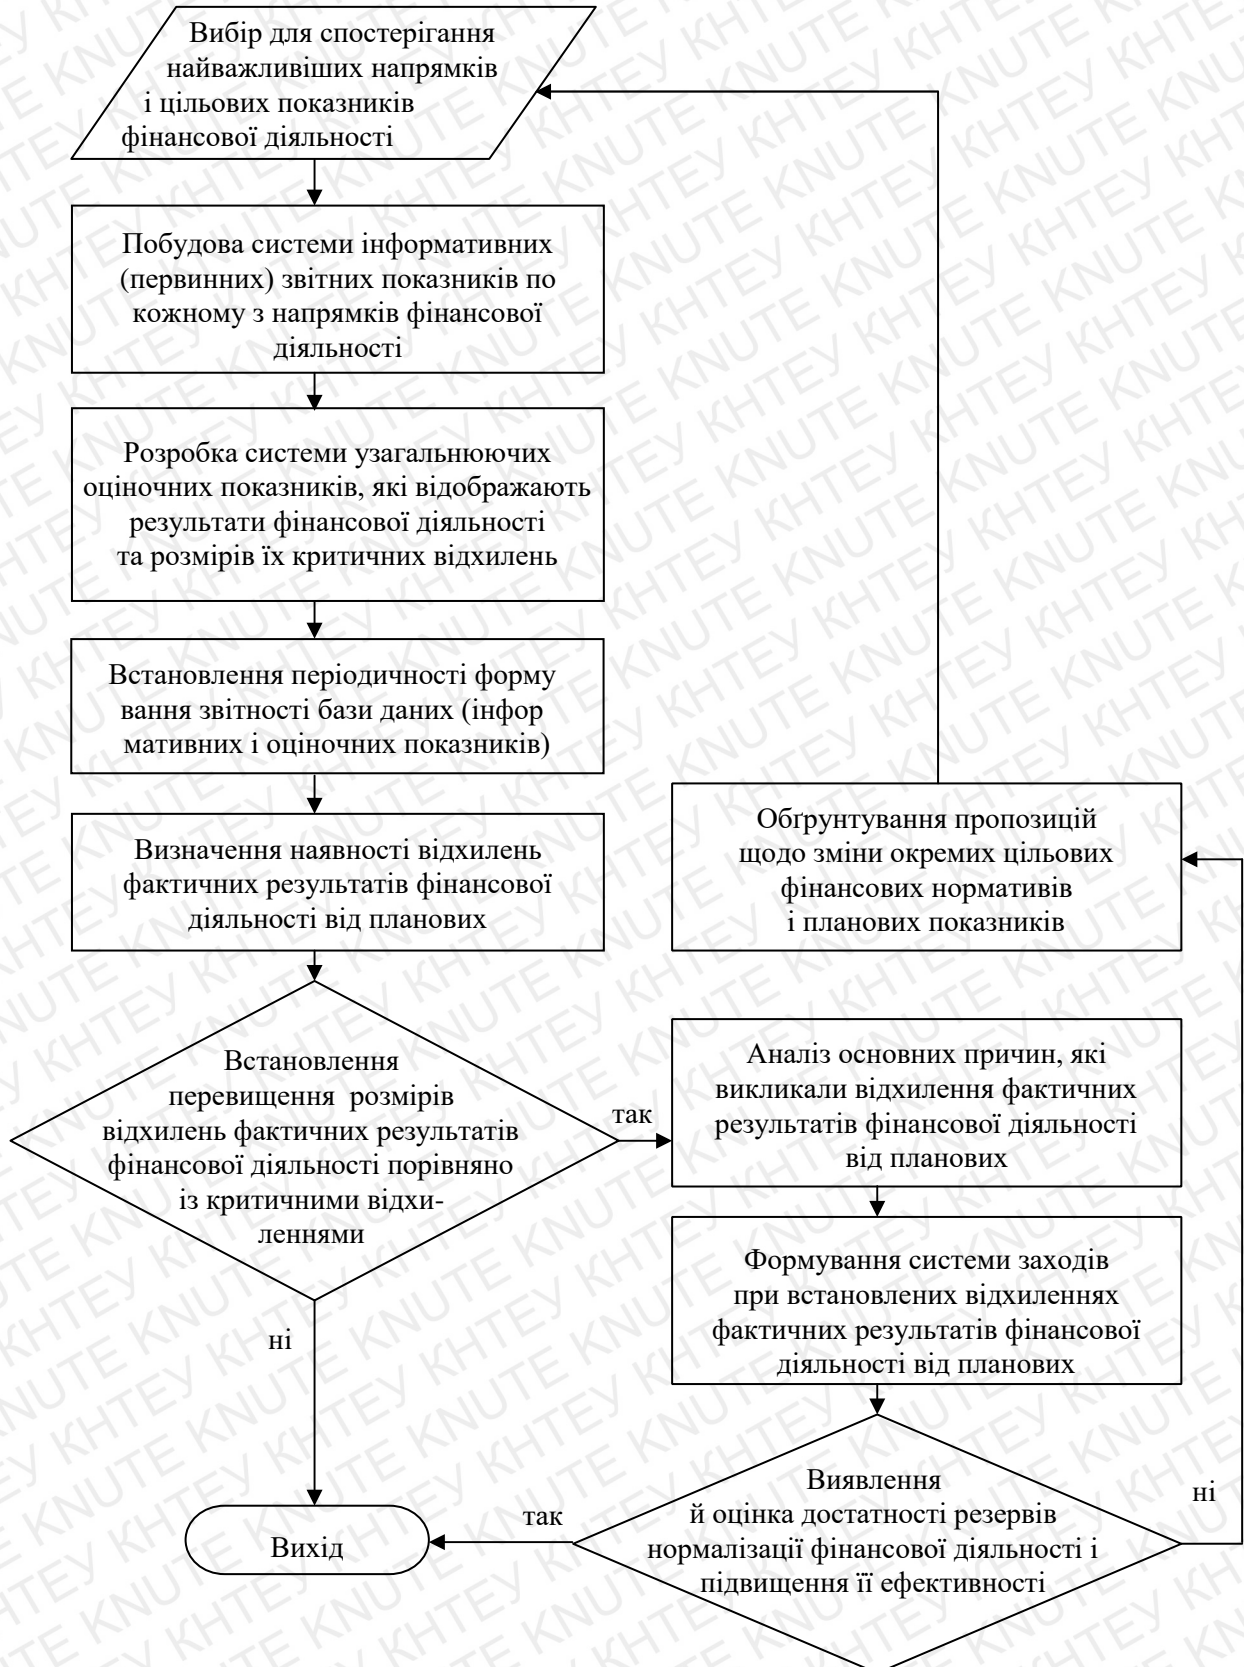 Вибір для спостерігання
найважливіших напрямків
і цільових показників
фінансової діяльності
Побудова системи інформативних
(первинних) звітних показників по
кожному з напрямків фінансової
діяльності
Розробка системи узагальнюючих
оціночних показників, які відображають
результати фінансової діяльності
та розмірів їх критичних відхилень
Встановлення періодичності форму
вання звітності бази даних (інфор
мативних і оціночних показників)
Визначення наявності відхилень
фактичних результатів фінансової
діяльності від планових
Встановлення
перевищення розмірів
відхилень фактичних результатів
фінансової діяльності порівняно
із критичними відхи-
леннями
так
ні
Обґрунтування пропозицій
щодо зміни окремих цільових
фінансових нормативів
і планових показників
Аналіз основних причин, які
викликали відхилення фактичних
результатів фінансової діяльності
від планових
Формування системи заходів
при встановлених відхиленнях
фактичних результатів фінансової
діяльності від планових
Виявлення
й оцінка достатності резервів
нормалізації фінансової діяльності і
підвищення її ефективності
ні
так
Вихід